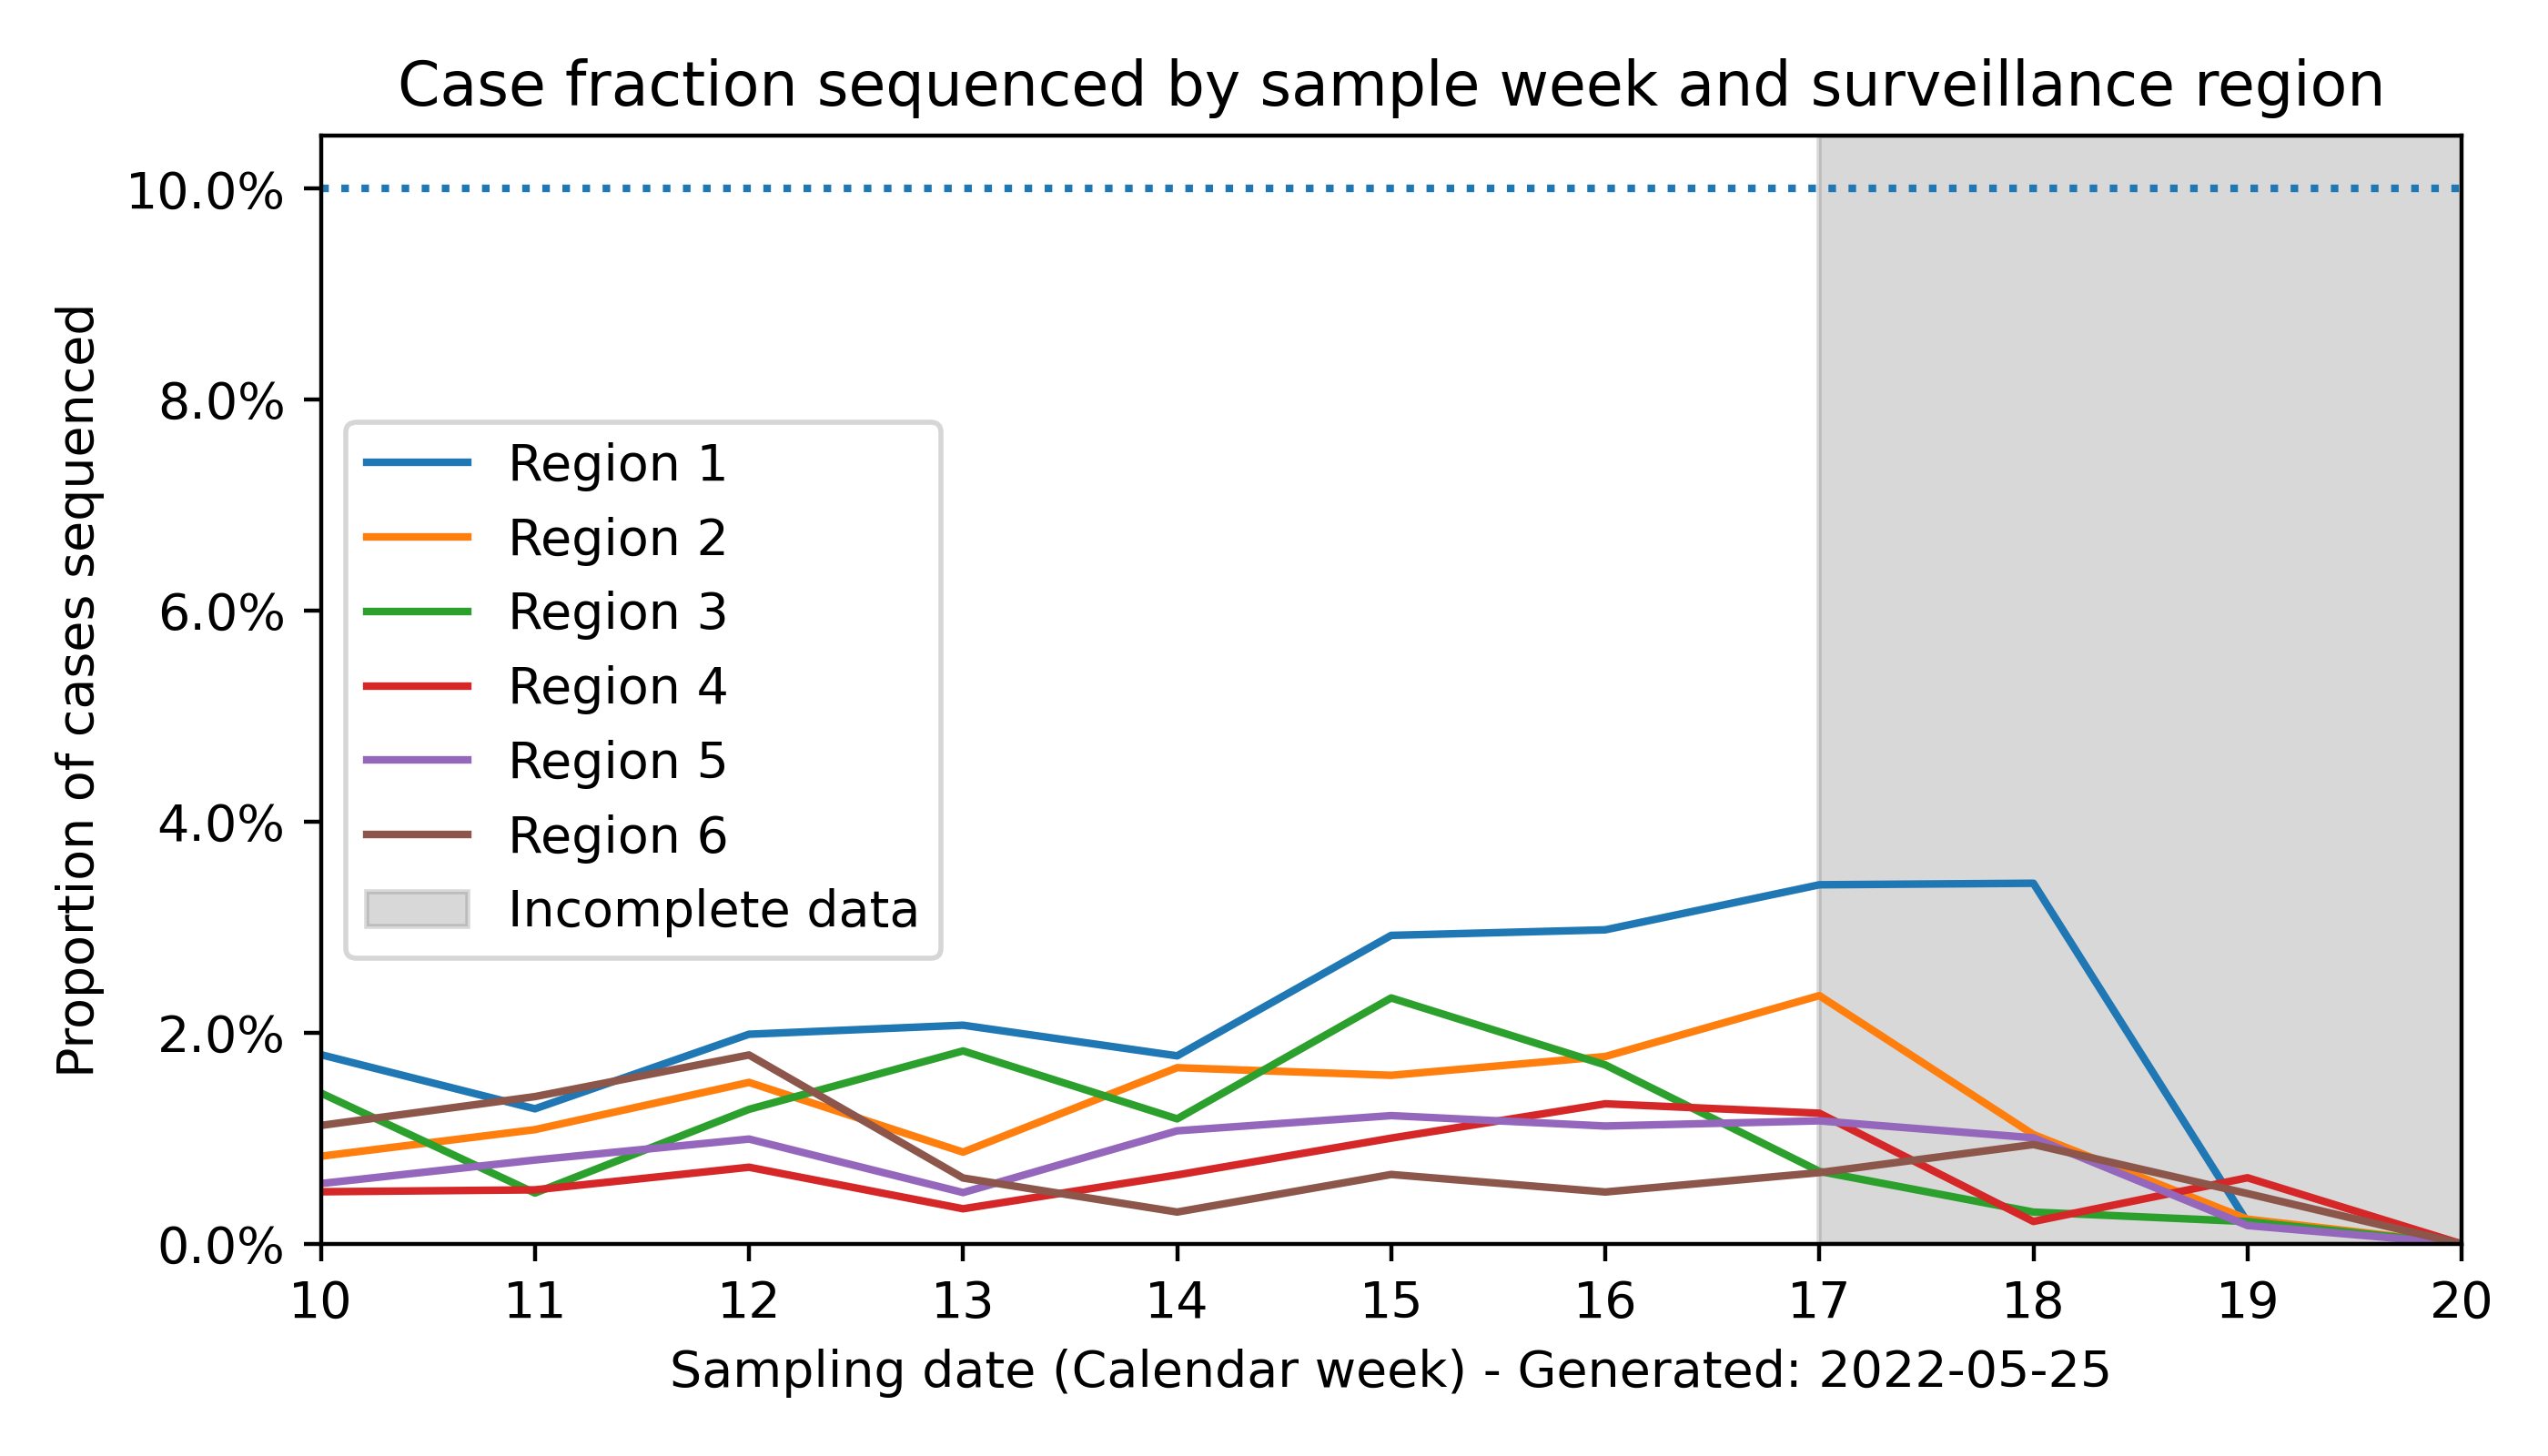 Case fraction sequenced by sample week and surveillance region
Proportion of cases sequenced
10.0%
8.0%
6.0%
4.0%
2.0%
0.0%
Region 1
Region 2
Region 3
Region 4
Region 5
Region 6
Incomplete data
10 11 12 13 14 15 16 17 18 19 20
Sampling date (Calendar week) - Generated: 2022-05-25